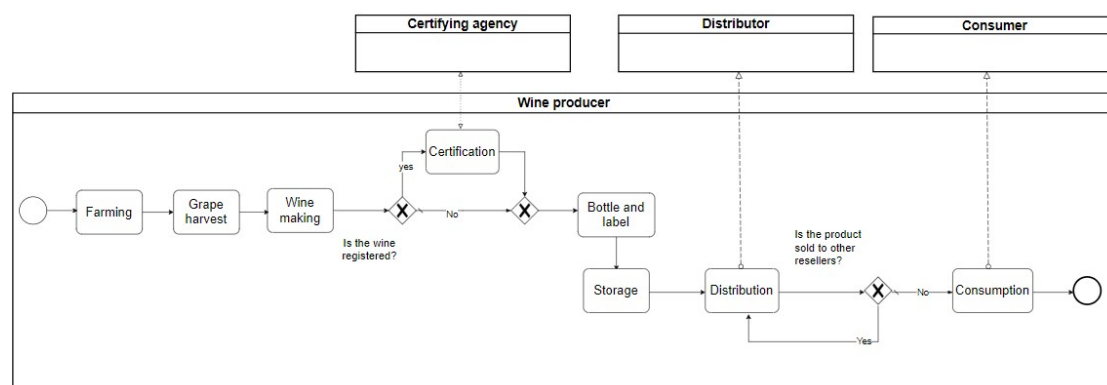 Certifying agency
Distributor
Consumer
Wine producer
Certification
yes
Farming
Grape
harvest
Wine
making
No
Is the wine
registered?
Bottle and
label
Storage
Distribution
Is the product
sold to other
resellers?
No
Yes
Consumption